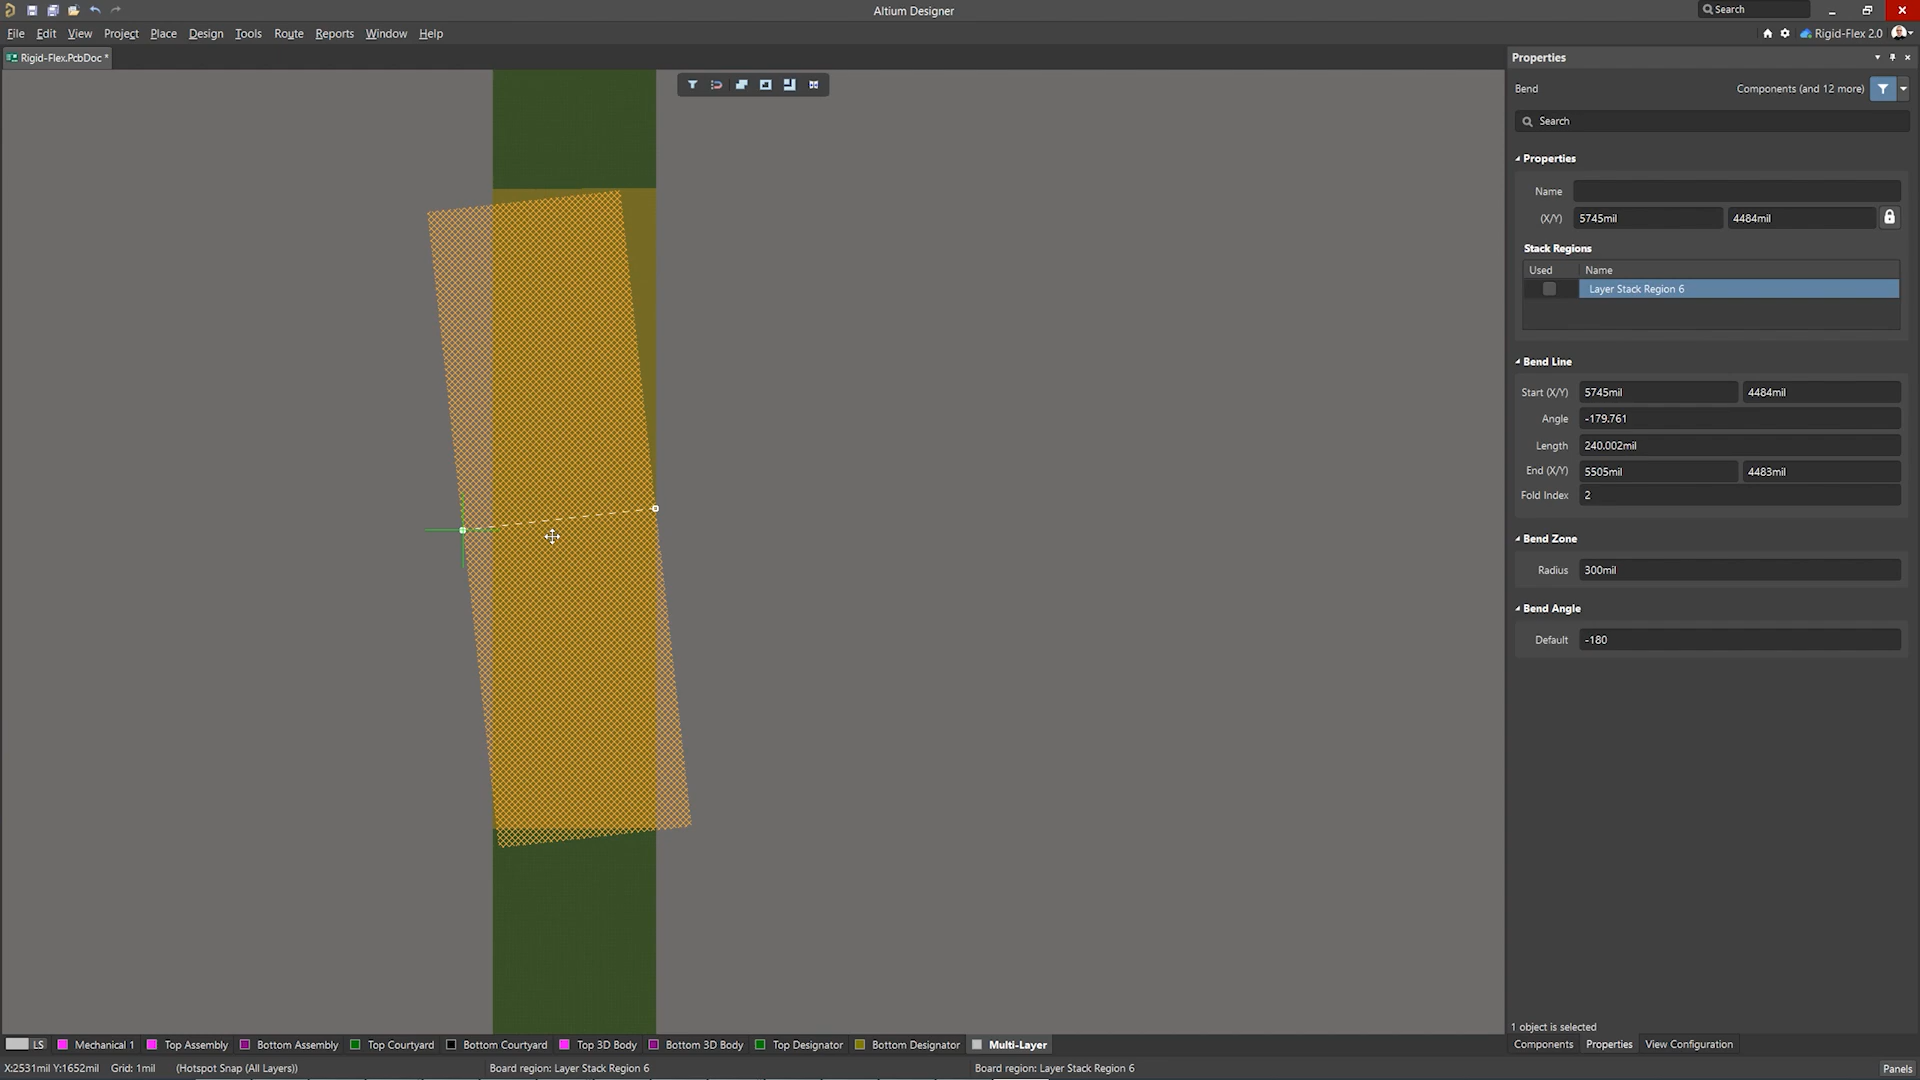 Altium Designer
Search
File Edit View Project Place Design Tools Route Reports Window Help
Rigid-Flex 2.0
Rigid-Flex.PcbDoc *
Properties
Bend
Components (and 12 more)
Search
Properties
Name
(X/Y) 5745mil 4484mil
Stack Regions
Used Name
Layer Stack Region 6
Bend Line
Start (X/Y) 5745mil 4484mil
Angle -179.761
Length 240.002mil
End (X/Y) 5505mil 4483mil
Fold Index 2
Bend Zone
Radius 300mil
Bend Angle
Default -180
1 object is selected
LS Mechanical 1 Top Assembly Bottom Assembly Top Courtyard Bottom Courtyard Top 3D Body Bottom 3D Body Top Designator Bottom Designator Multi-Layer
Components Properties View Configuration
X:2531mil Y:1652mil Grid: 1mil (Hotspot Snap (All Layers)) Board region: Layer Stack Region 6 Board region: Layer Stack Region 6 Panels